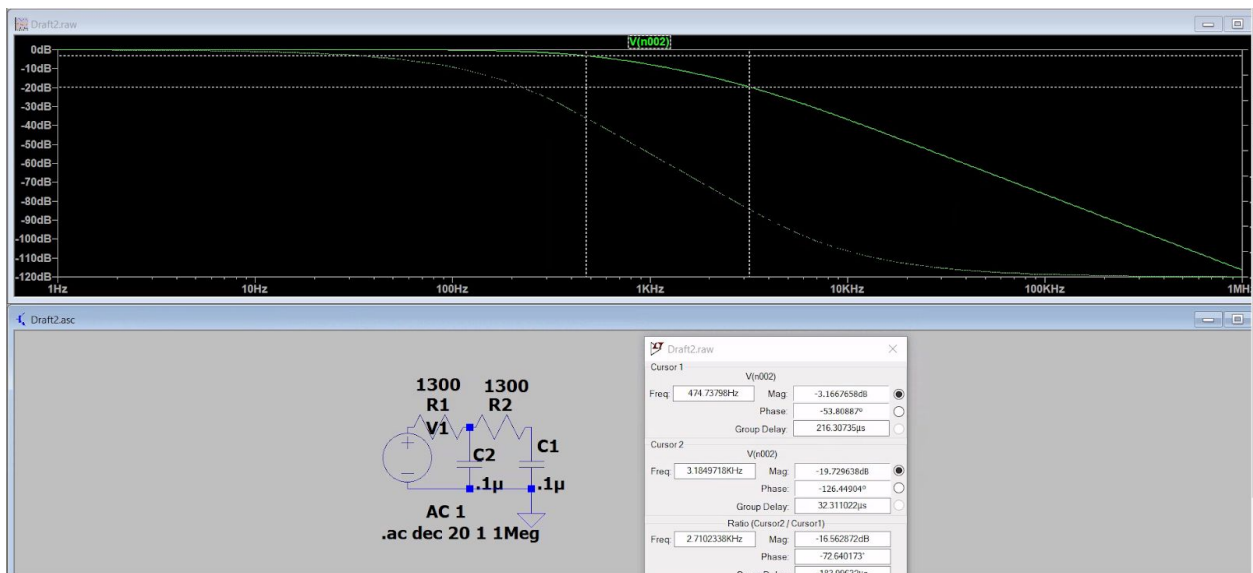 Draft2.raw
V(n002)
0dB
-10dB
-20dB
-30dB
-40dB
-50dB
-60dB
-70dB
-80dB
-90dB
-100dB
-110dB
-120dB
1Hz 10Hz 100Hz 1KHz 10KHz 100KHz 1MHz
Draft2.asc
1300 1300
R1 R2
V1
C2 C1
.1µ .1µ
AC 1
.ac dec 20 1 1Meg
Draft2.raw
Cursor 1
V(n002)
Freq: 474.73798Hz Mag: -3.1667658dB
Phase: -53.80887°
Group Delay: 216.30735µs
Cursor 2
V(n002)
Freq: 3.1849718KHz Mag: -19.729638dB
Phase: -126.44904°
Group Delay: 32.311022µs
Ratio (Cursor2 / Cursor1)
Freq: 2.7102338KHz Mag: -16.562872dB
Phase: -72.640173°